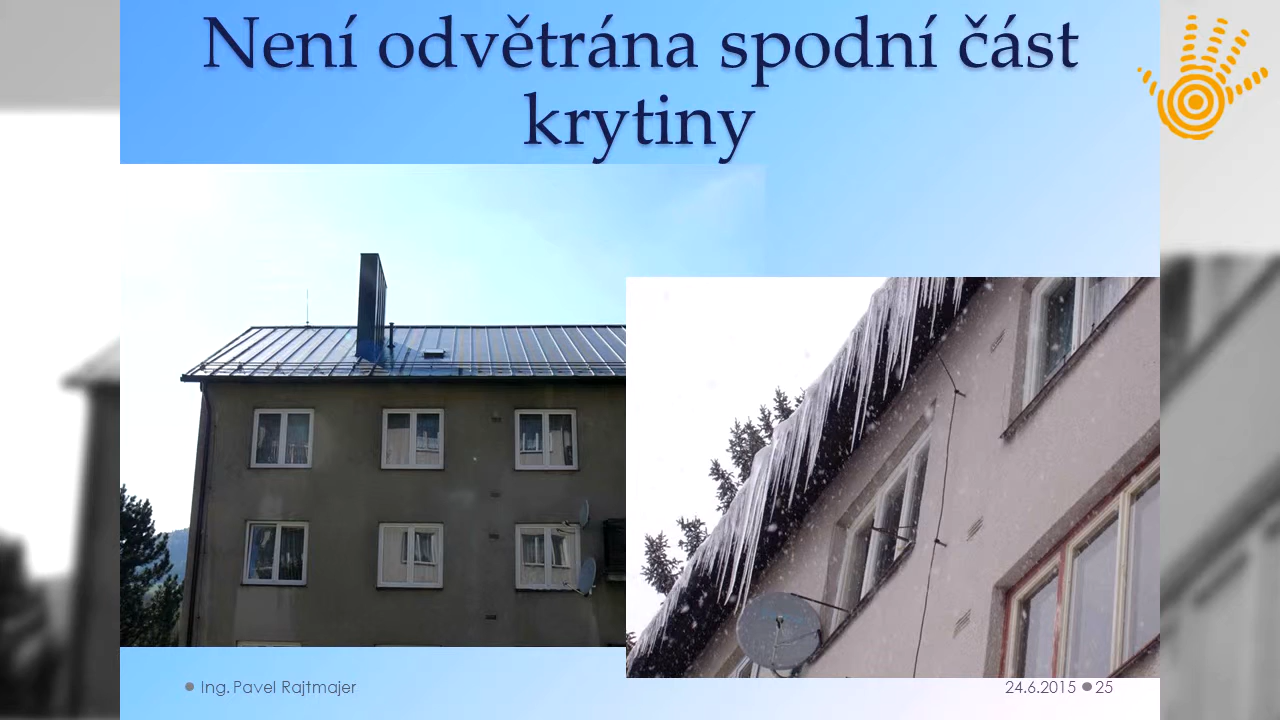 Není odvětrána spodní část
krytiny
Ing. Pavel Rajtmajer
24.6.2015 25